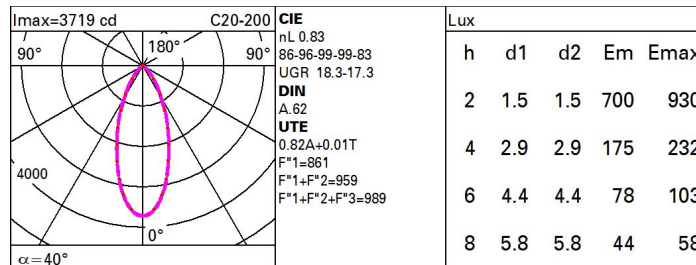 Imax=3719 cd C20-200
90° 180° 90°
4000
0°
α=40°
CIE
nL 0.83
86-96-99-99-83
UGR 18.3-17.3
DIN
A.62
UTE
0.82A+0.01T
F"1=861
F"1+F"2=959
F"1+F"2+F"3=989
Lux
h d1 d2 Em Emax
2 1.5 1.5 700 930
4 2.9 2.9 175 232
6 4.4 4.4 78 103
8 5.8 5.8 44 58